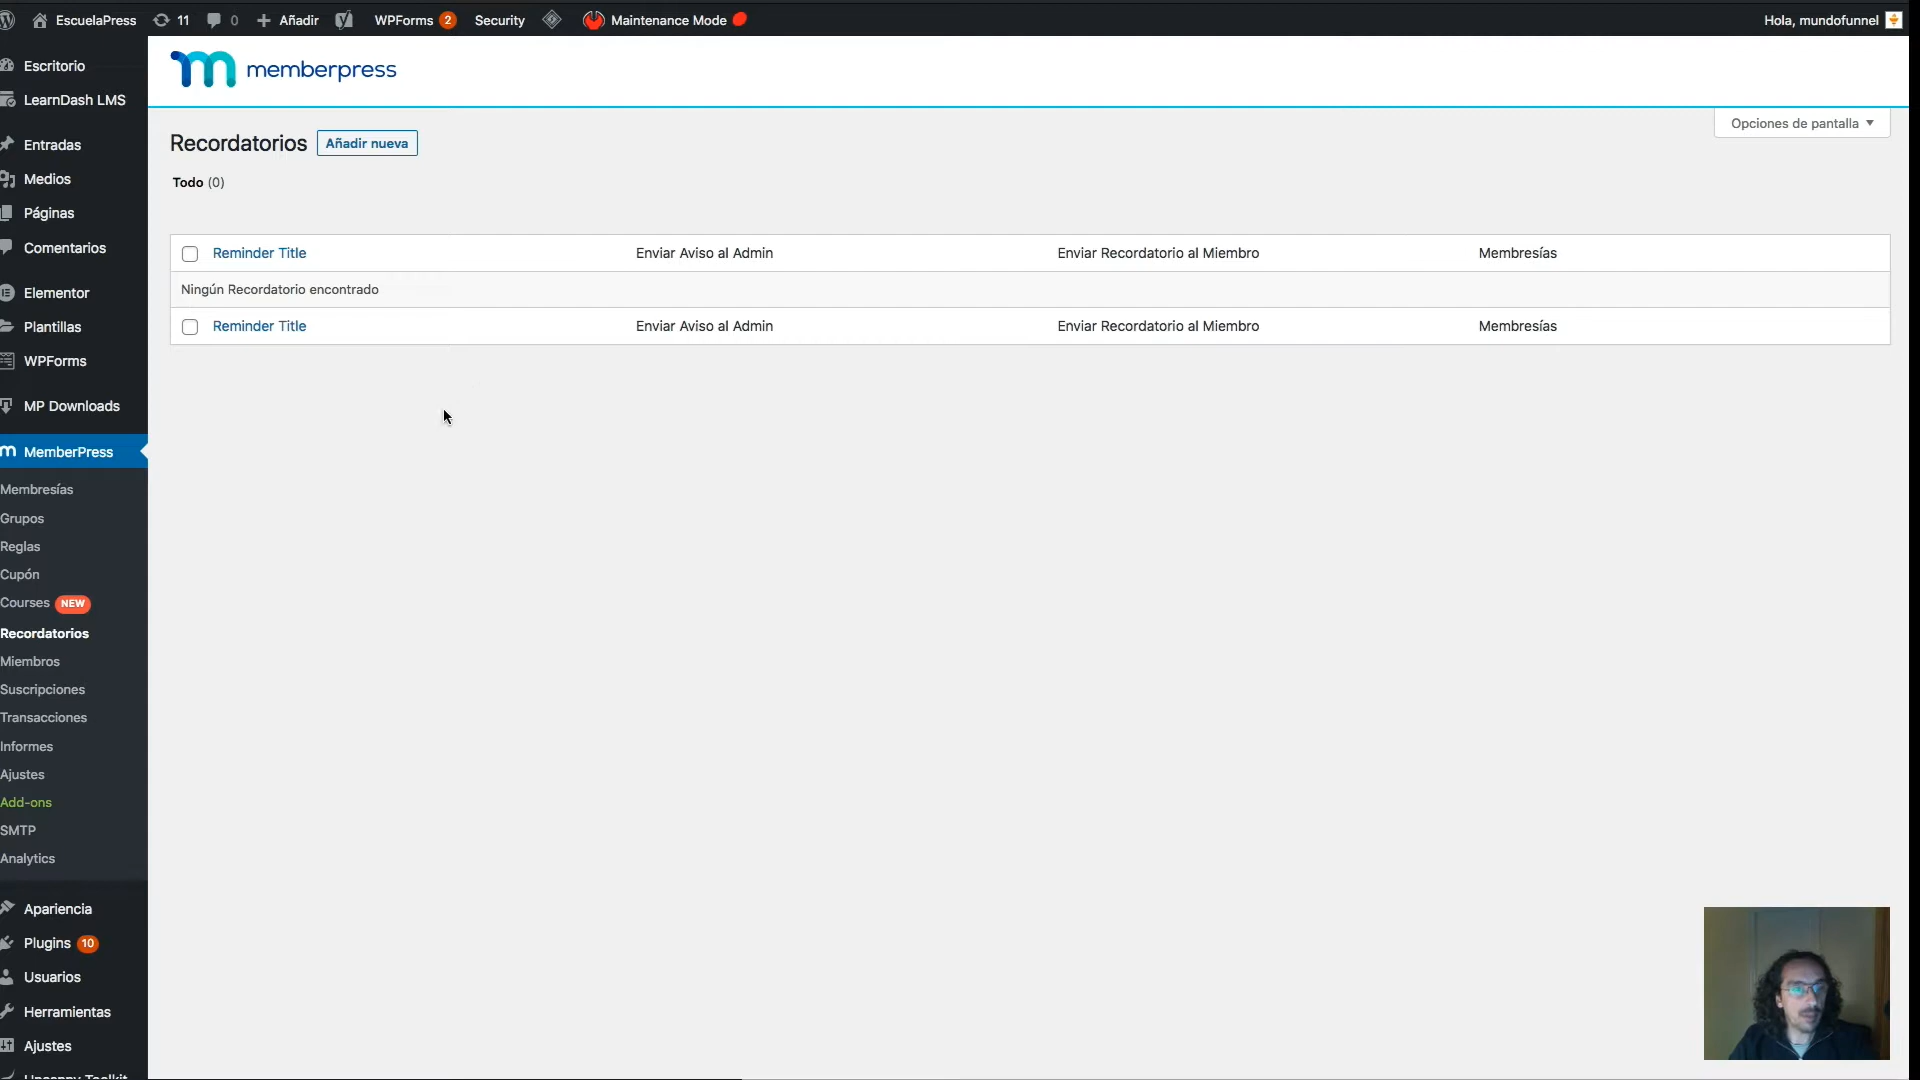 EscuelaPress 11 0 Añadir WPForms 2 Security Maintenance Mode Hola, mundofunnel
Escritorio
LearnDash LMS
Entradas
Medios
Páginas
Comentarios
Elementor
Plantillas
WPForms
MP Downloads
MemberPress
Membresías
Grupos
Reglas
Cupón
Courses NEW
Recordatorios
Miembros
Suscripciones
Transacciones
Informes
Ajustes
Add-ons
SMTP
Analytics
Apariencia
Plugins 10
Usuarios
Herramientas
Ajustes
memberpress
Opciones de pantalla
Recordatorios Añadir nueva
Todo (0)
Reminder Title Enviar Aviso al Admin Enviar Recordatorio al Miembro Membresías
Ningún Recordatorio encontrado
Reminder Title Enviar Aviso al Admin Enviar Recordatorio al Miembro Membresías